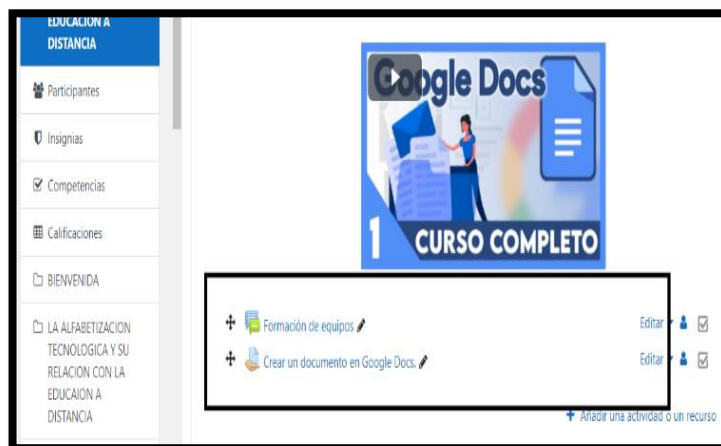 EDUCACION A
DISTANCIA
Participantes
Insignias
Competencias
Calificaciones
BIENVENIDA
LA ALFABETIZACION
TECNOLOGICA Y SU
RELACION CON LA
EDUCAION A
DISTANCIA
Google Docs
1 CURSO COMPLETO
Formación de equipos Editar
Crear un documento en Google Docs. Editar
Añadir una actividad o un recurso